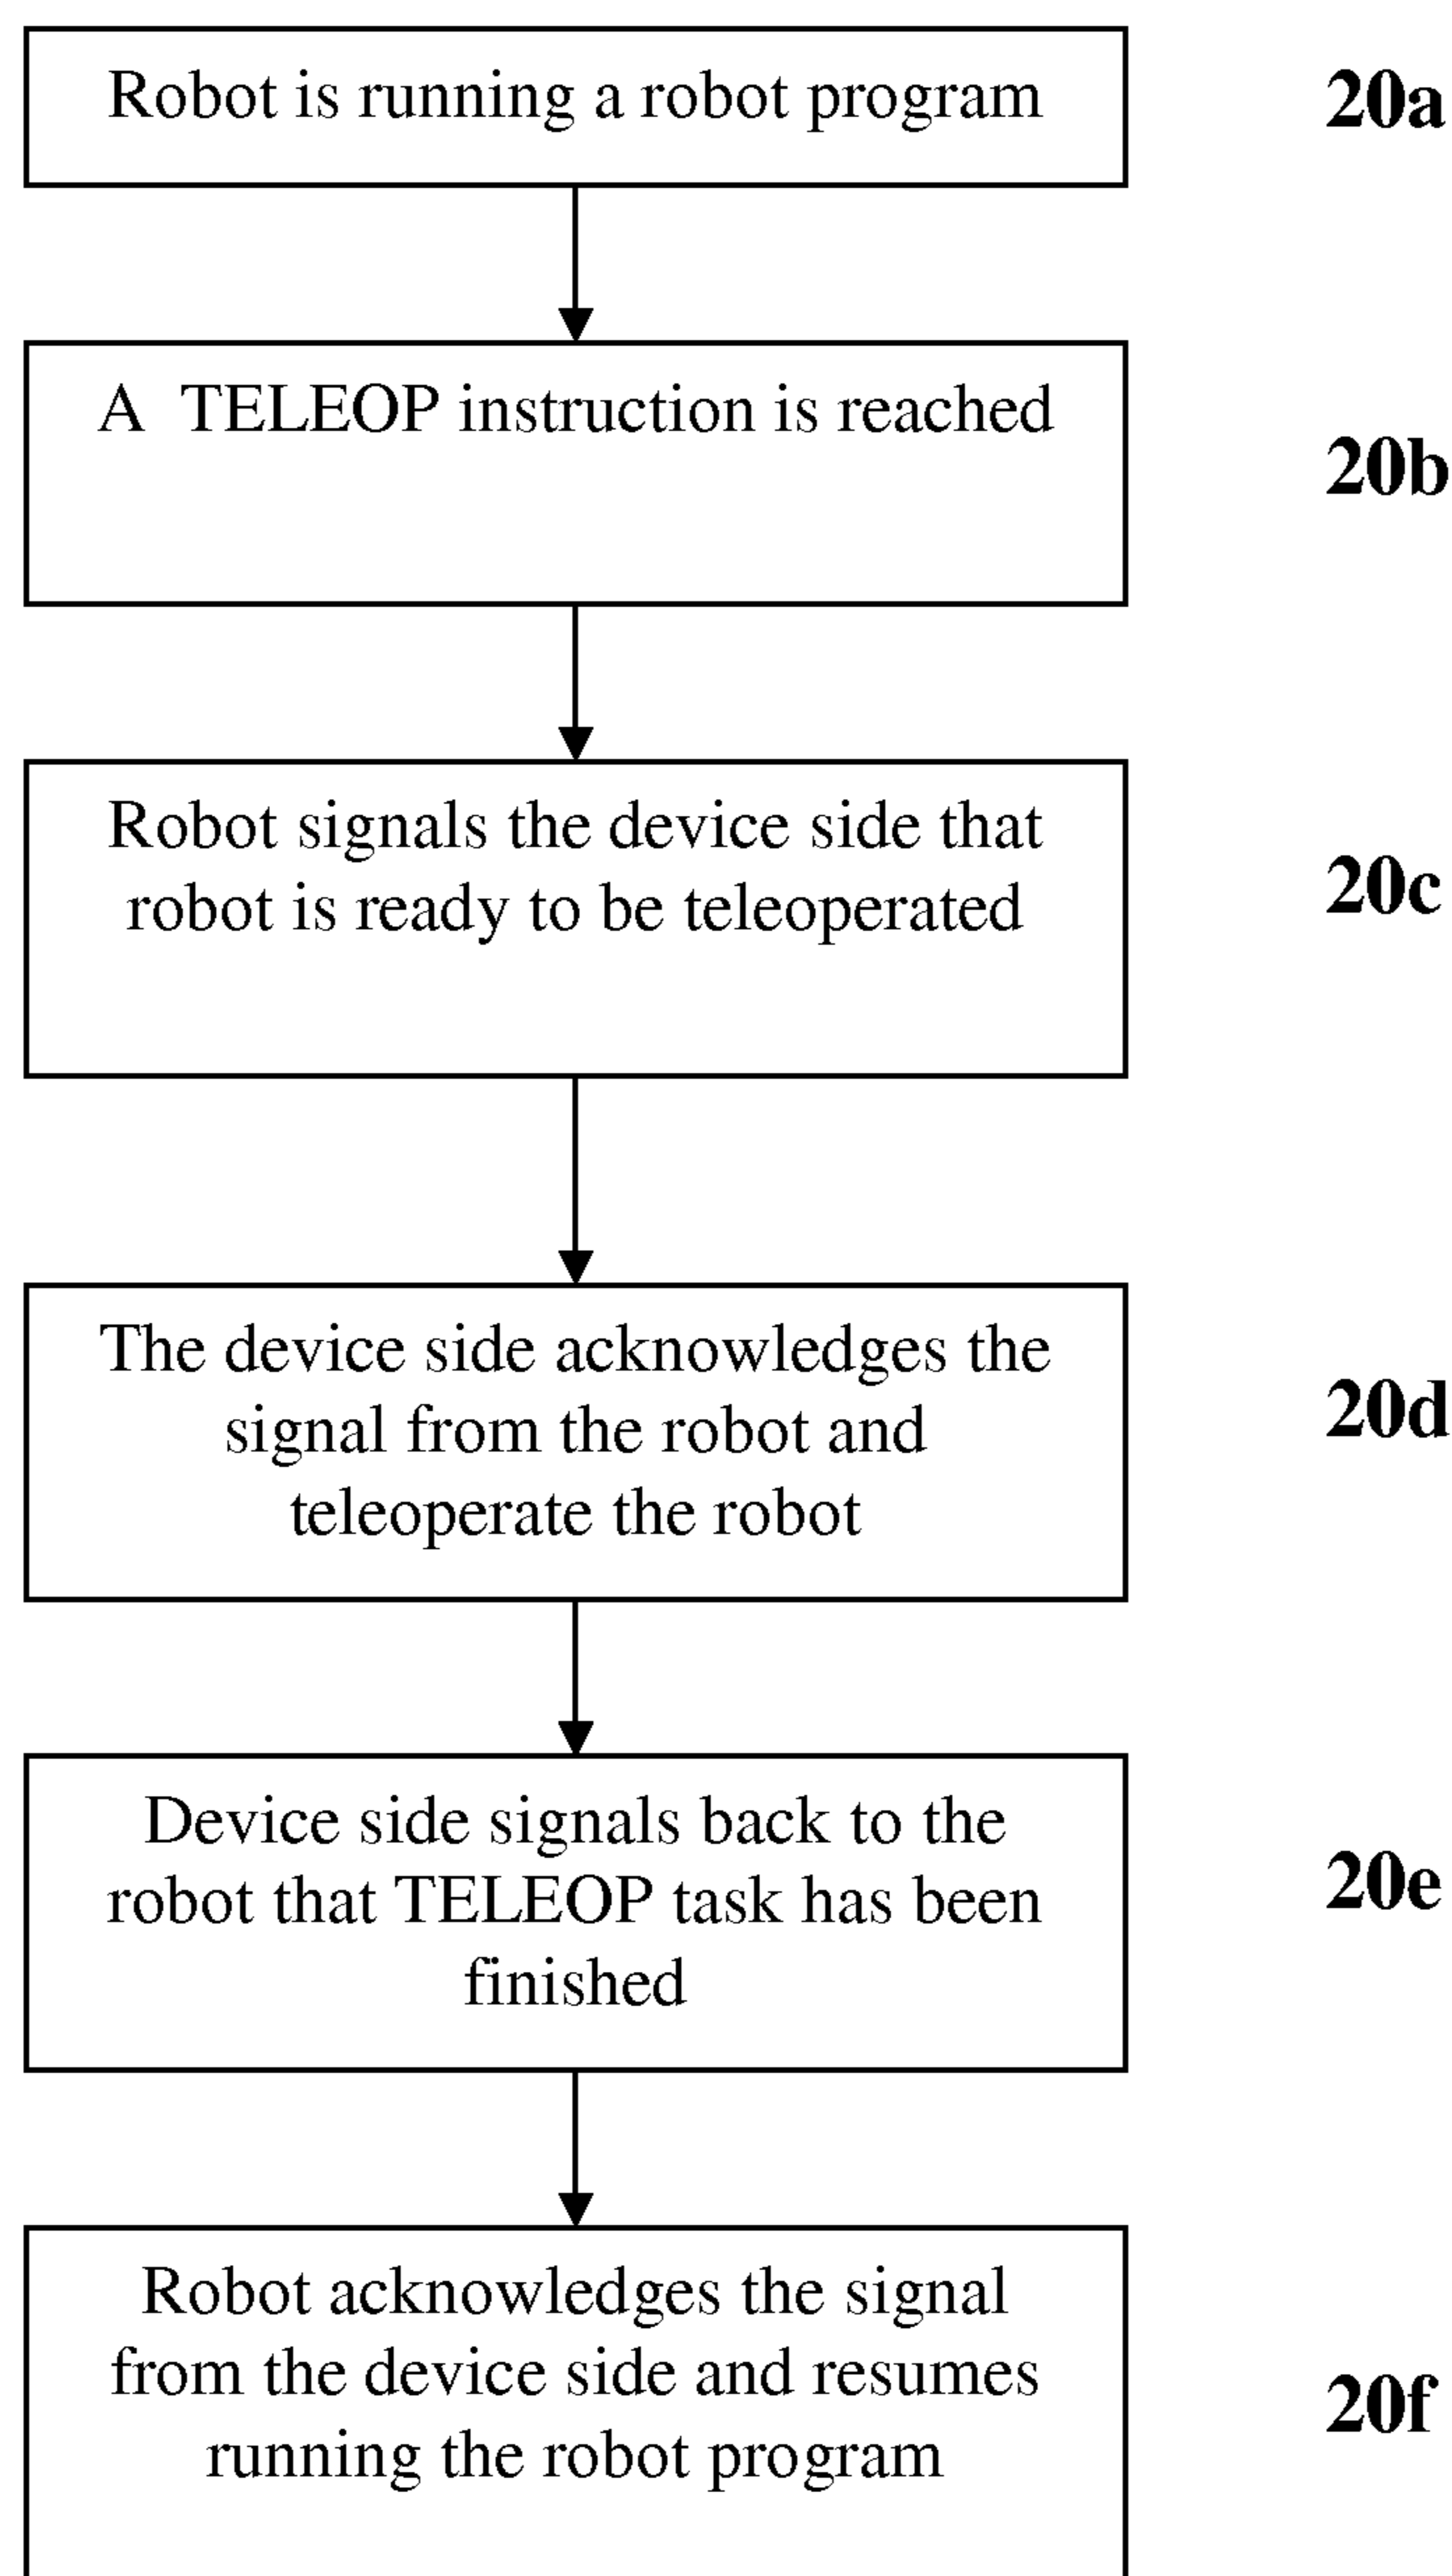 Robot is running a robot program
20a
A TELEOP instruction is reached
20b
Robot signals the device side that
robot is ready to be teleoperated
20c
The device side acknowledges the
signal from the robot and
teleoperate the robot
20d
Device side signals back to the
robot that TELEOP task has been
finished
20e
Robot acknowledges the signal
from the device side and resumes
running the robot program
20f